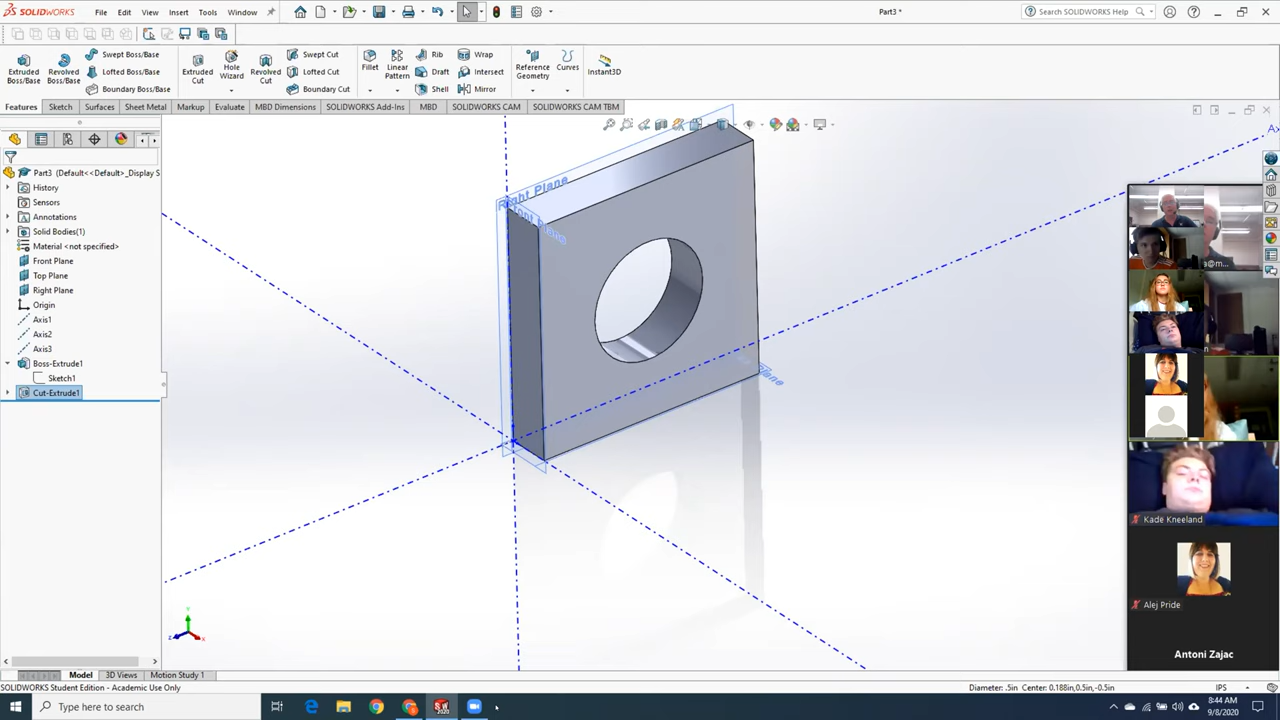 SOLIDWORKS File Edit View Insert Tools Window Part3 * Search SOLIDWORKS Help
Extruded Boss/Base
Revolved Boss/Base
Swept Boss/Base
Lofted Boss/Base
Boundary Boss/Base
Extruded Cut
Hole Wizard
Revolved Cut
Swept Cut
Lofted Cut
Boundary Cut
Fillet
Linear Pattern
Rib
Draft
Shell
Wrap
Intersect
Mirror
Reference Geometry
Curves
Instant3D
Features Sketch Surfaces Sheet Metal Markup Evaluate MBD Dimensions SOLIDWORKS Add-Ins MBD SOLIDWORKS CAM SOLIDWORKS CAM TBM
Part3 (Default<<Default>_Display S
History
Sensors
Annotations
Solid Bodies(1)
Material <not specified>
Front Plane
Top Plane
Right Plane
Origin
Axis1
Axis2
Axis3
Boss-Extrude1
Sketch1
Cut-Extrude1
Right Plane
Front Plane
Plane
Ax
Y
X
Z
a@m...
Kade Kneeland
Alej Pride
Antoni Zajac
Model 3D Views Motion Study 1
SOLIDWORKS Student Edition - Academic Use Only Diameter: .5in Center: 0.188in,0.5in,-0.5in IPS
Type here to search
8:44 AM
9/8/2020